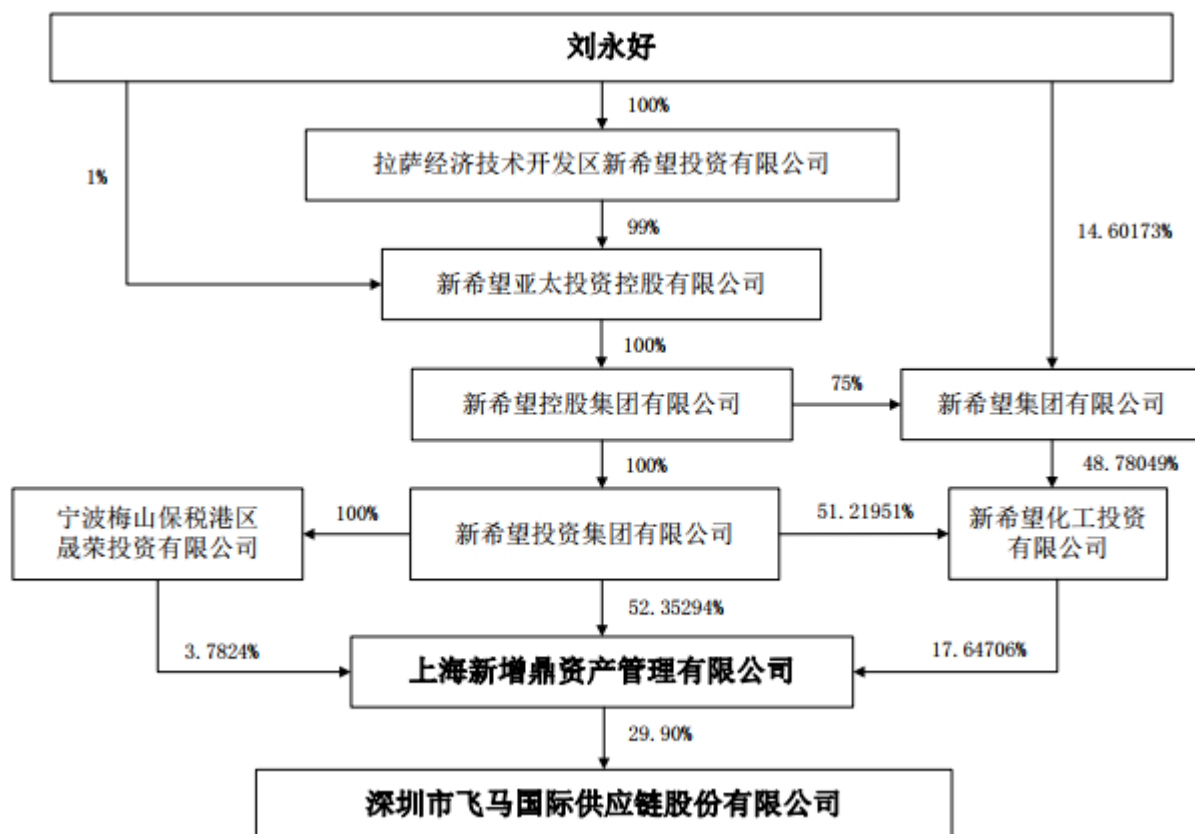 刘永好
100%
拉萨经济技术开发区新希望投资有限公司
1%
99%
14.60173%
新希望亚太投资控股有限公司
100%
新希望控股集团有限公司
75%
新希望集团有限公司
100%
48.78049%
宁波梅山保税港区
晟荣投资有限公司
100%
新希望投资集团有限公司
51.21951%
新希望化工投资
有限公司
52.35294%
3.7824%
17.64706%
上海新增鼎资产管理有限公司
29.90%
深圳市飞马国际供应链股份有限公司